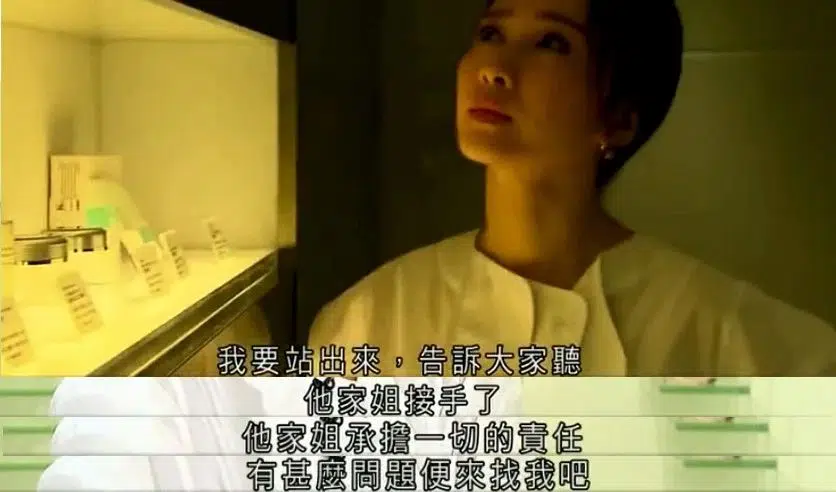 我要站出來，告訴大家聽
他家姐接手了
他家姐承擔一切的責任
有甚麼問題便來找我吧